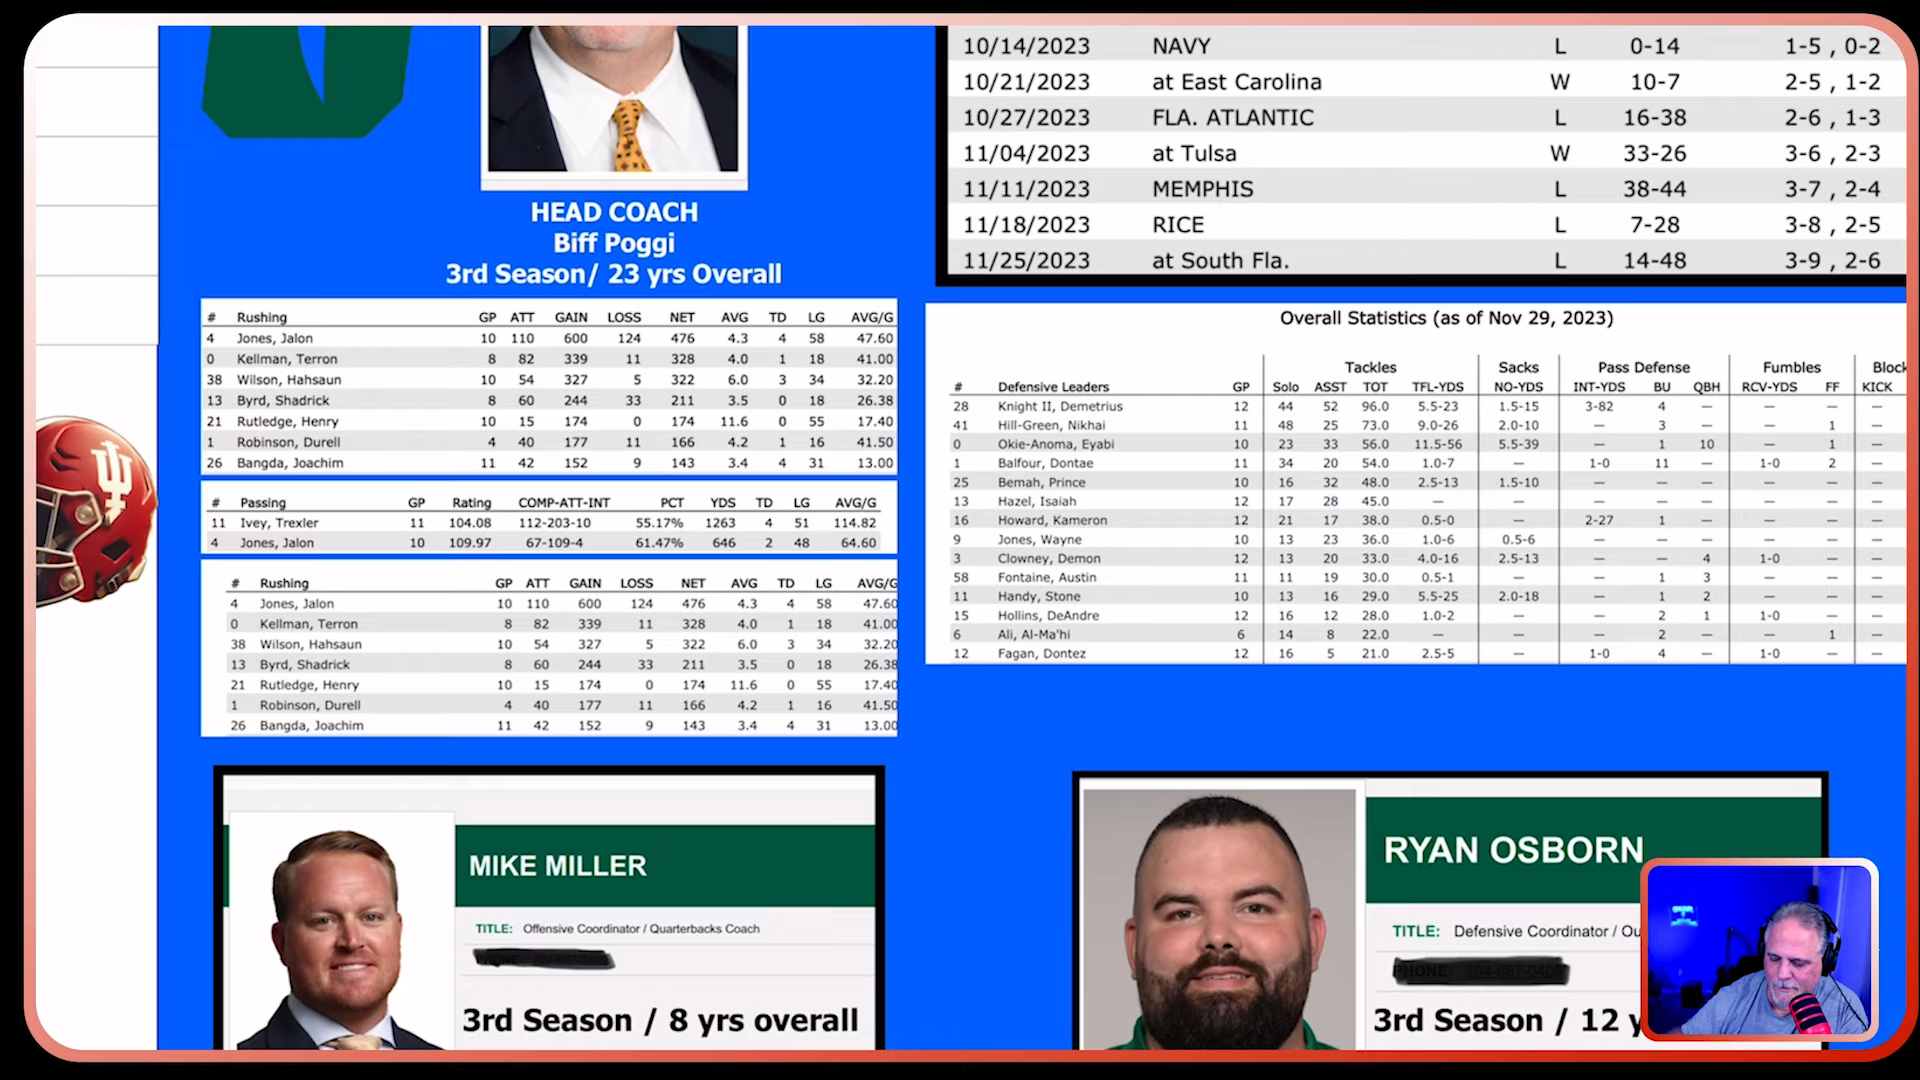 10/14/2023 NAVY L 0-14 1-5 , 0-2
10/21/2023 at East Carolina W 10-7 2-5 , 1-2
10/27/2023 FLA. ATLANTIC L 16-38 2-6 , 1-3
11/04/2023 at Tulsa W 33-26 3-6 , 2-3
11/11/2023 MEMPHIS L 38-44 3-7 , 2-4
11/18/2023 RICE L 7-28 3-8 , 2-5
11/25/2023 at South Fla. L 14-48 3-9 , 2-6
HEAD COACH
Biff Poggi
3rd Season/ 23 yrs Overall
# Rushing GP ATT GAIN LOSS NET AVG TD LG AVG/G
4 Jones, Jalon 10 110 600 124 476 4.3 4 58 47.60
0 Kellman, Terron 8 82 339 11 328 4.0 1 18 41.00
38 Wilson, Hahsaun 10 54 327 5 322 6.0 3 34 32.20
13 Byrd, Shadrick 8 60 244 33 211 3.5 0 18 26.38
21 Rutledge, Henry 10 15 174 0 174 11.6 0 55 17.40
1 Robinson, Durell 4 40 177 11 166 4.2 1 16 41.50
26 Bangda, Joachim 11 42 152 9 143 3.4 4 31 13.00
# Passing GP Rating COMP-ATT-INT PCT YDS TD LG AVG/G
11 Ivey, Trexler 11 104.08 112-203-10 55.17% 1263 4 51 114.82
4 Jones, Jalon 10 109.97 67-109-4 61.47% 646 2 48 64.60
# Rushing GP ATT GAIN LOSS NET AVG TD LG AVG/G
4 Jones, Jalon 10 110 600 124 476 4.3 4 58 47.60
0 Kellman, Terron 8 82 339 11 328 4.0 1 18 41.00
38 Wilson, Hahsaun 10 54 327 5 322 6.0 3 34 32.20
13 Byrd, Shadrick 8 60 244 33 211 3.5 0 18 26.38
21 Rutledge, Henry 10 15 174 0 174 11.6 0 55 17.40
1 Robinson, Durell 4 40 177 11 166 4.2 1 16 41.50
26 Bangda, Joachim 11 42 152 9 143 3.4 4 31 13.00
Overall Statistics (as of Nov 29, 2023)
Tackles Sacks Pass Defense Fumbles Block
# Defensive Leaders GP Solo ASST TOT TFL-YDS NO-YDS INT-YDS BU QBH RCV-YDS FF KICK
28 Knight II, Demetrius 12 44 52 96.0 5.5-23 1.5-15 3-82 4 — — — —
41 Hill-Green, Nikhai 11 48 25 73.0 9.0-26 2.0-10 — 3 — — 1 —
0 Okie-Anoma, Eyabi 10 23 33 56.0 11.5-56 5.5-39 — 1 10 — 1 —
1 Balfour, Dontae 11 34 20 54.0 1.0-7 — 1-0 11 — 1-0 2 —
25 Bemah, Prince 10 16 32 48.0 2.5-13 1.5-10 — — — — — —
13 Hazel, Isaiah 12 17 28 45.0 — — — — — — — —
16 Howard, Kameron 12 21 17 38.0 0.5-0 — 2-27 1 — — — —
9 Jones, Wayne 10 13 23 36.0 1.0-6 0.5-6 — — — — — —
3 Clowney, Demon 12 13 20 33.0 4.0-16 2.5-13 — — 4 1-0 — —
58 Fontaine, Austin 11 11 19 30.0 0.5-1 — — 1 3 — — —
11 Handy, Stone 10 13 16 29.0 5.5-25 2.0-18 — 1 2 — — —
15 Hollins, DeAndre 12 16 12 28.0 1.0-2 — — 2 1 1-0 — —
6 Ali, Al-Ma'hi 6 14 8 22.0 — — — 2 — — 1 —
12 Fagan, Dontez 12 16 5 21.0 2.5-5 — 1-0 4 — 1-0 — —
MIKE MILLER
TITLE: Offensive Coordinator / Quarterbacks Coach
3rd Season / 8 yrs overall
RYAN OSBORN
TITLE: Defensive Coordinator / Ou
PHONE:
3rd Season / 12 y